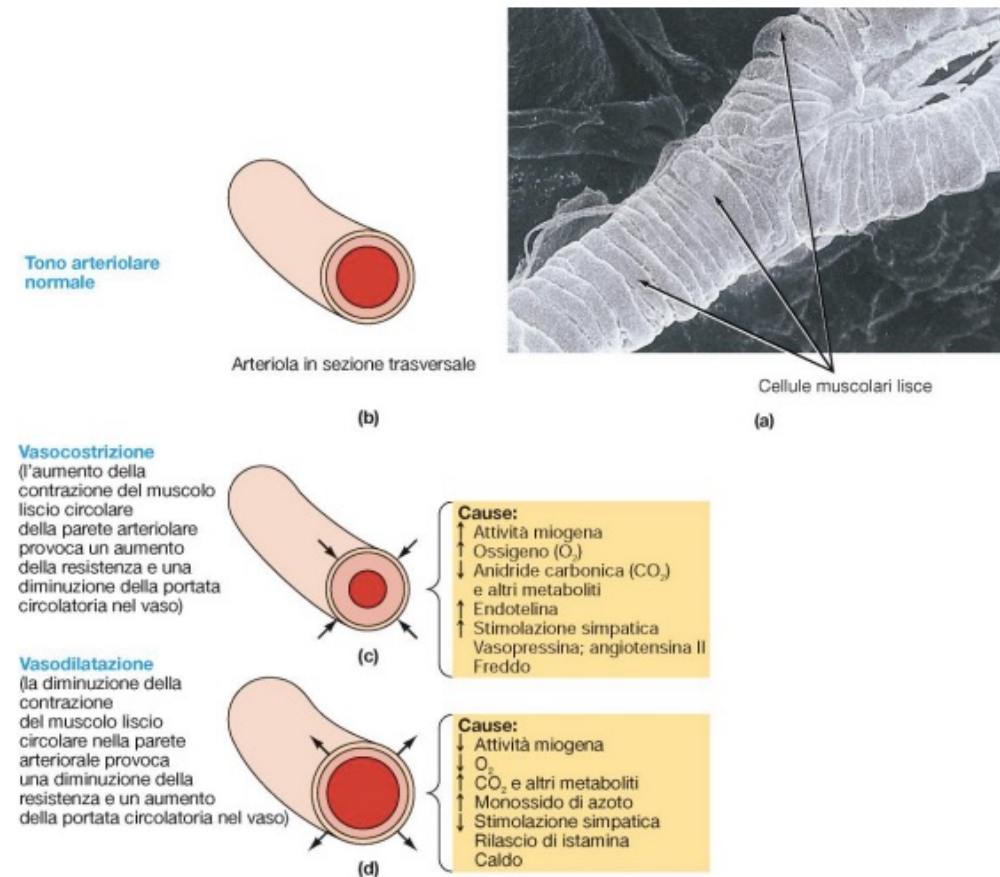 Tono arteriolare
normale
Arteriola in sezione trasversale
(b)
Cellule muscolari lisce
(a)
Vasocostrizione
(l'aumento della
contrazione del muscolo
liscio circolare
della parete arteriolare
provoca un aumento
della resistenza e una
diminuzione della portata
circolatoria nel vaso)
(c)
Cause:
↑ Attività miogena
↑ Ossigeno (O₂)
↓ Anidride carbonica (CO₂)
e altri metaboliti
↑ Endotelina
↑ Stimolazione simpatica
Vasopressina; angiotensina II
Freddo
Vasodilatazione
(la diminuzione della
contrazione
del muscolo liscio
circolare nella parete
arteriorale provoca
una diminuzione della
resistenza e un aumento
della portata circolatoria nel vaso)
(d)
Cause:
↓ Attività miogena
↓ O₂
↑ CO₂ e altri metaboliti
↑ Monossido di azoto
↓ Stimolazione simpatica
Rilascio di istamina
Caldo